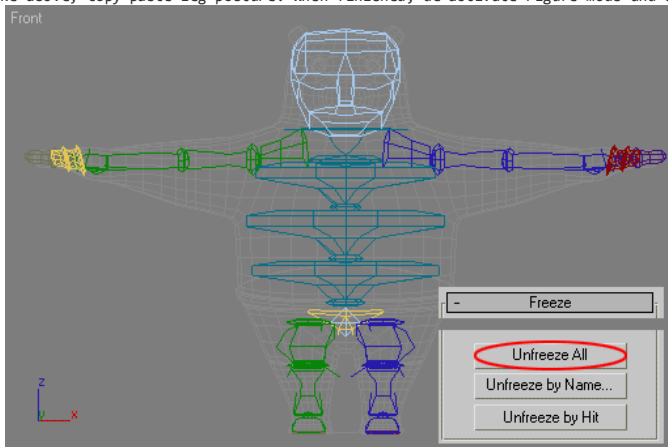 Front
- Freeze
Unfreeze All
Unfreeze by Name...
Unfreeze by Hit
z
y x